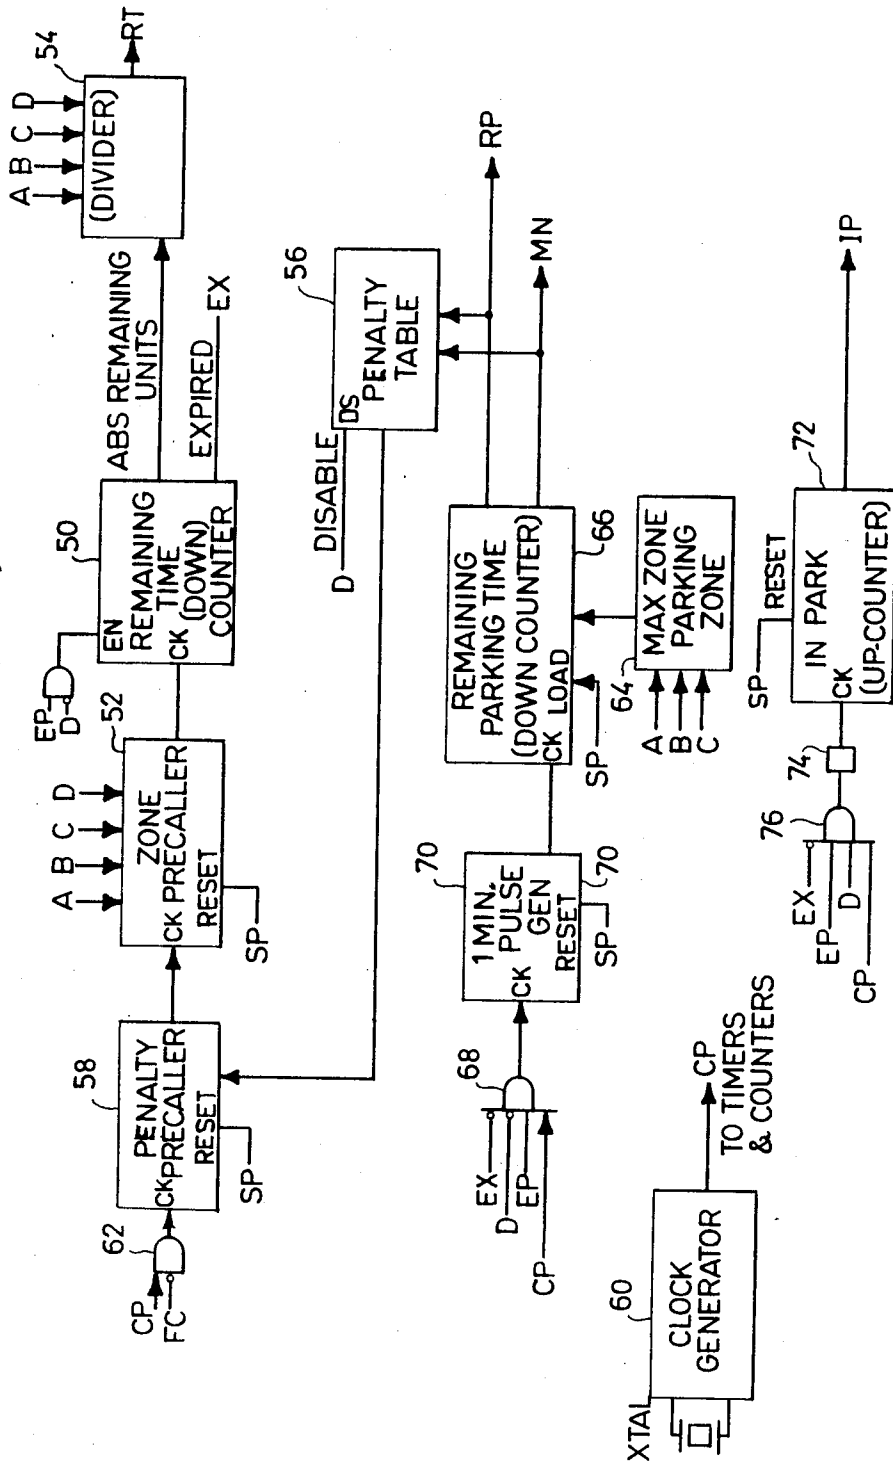 CP
FC
62
CK
PENALTY
PRECALLER
RESET
58
SP
A
B
C
D
CK
ZONE
PRECALLER
RESET
52
SP
EP
D
EN
REMAINING
TIME
(DOWN)
COUNTER
CK
50
ABS REMAINING
UNITS
EXPIRED
EX
A
B
C
D
(DIVIDER)
54
RT
D
DISABLE
DS
PENALTY
TABLE
56
EX
D
EP
CP
68
CK
1 MIN.
PULSE
GEN
RESET
70
70
SP
REMAINING
PARKING TIME
(DOWN COUNTER)
CK LOAD
66
SP
RP
MN
A
B
C
64
MAX ZONE
PARKING
ZONE
XTAL
60
CLOCK
GENERATOR
CP
TO TIMERS
& COUNTERS
EX
EP
D
CP
76
74
SP
RESET
IN PARK
CK
(UP-COUNTER)
72
IP